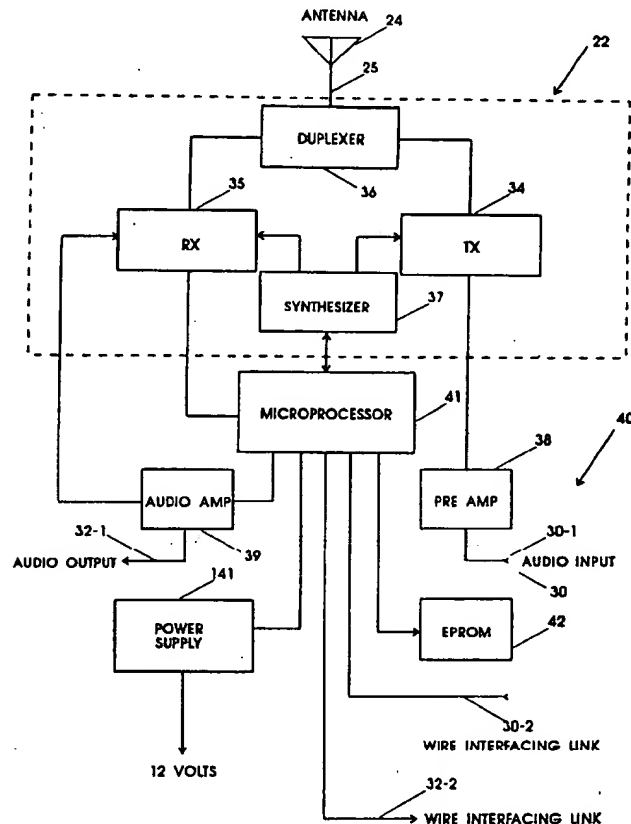 ANTENNA
24
25
22
DUPLEXER
35
36
34
RX
TX
SYNTHESIZER
37
MICROPROCESSOR
41
40
38
AUDIO AMP
PRE AMP
32-1
30-1
AUDIO OUTPUT
39
AUDIO INPUT
141
30
POWER SUPPLY
EPROM
42
30-2
WIRE INTERFACING LINK
12 VOLTS
32-2
WIRE INTERFACING LINK